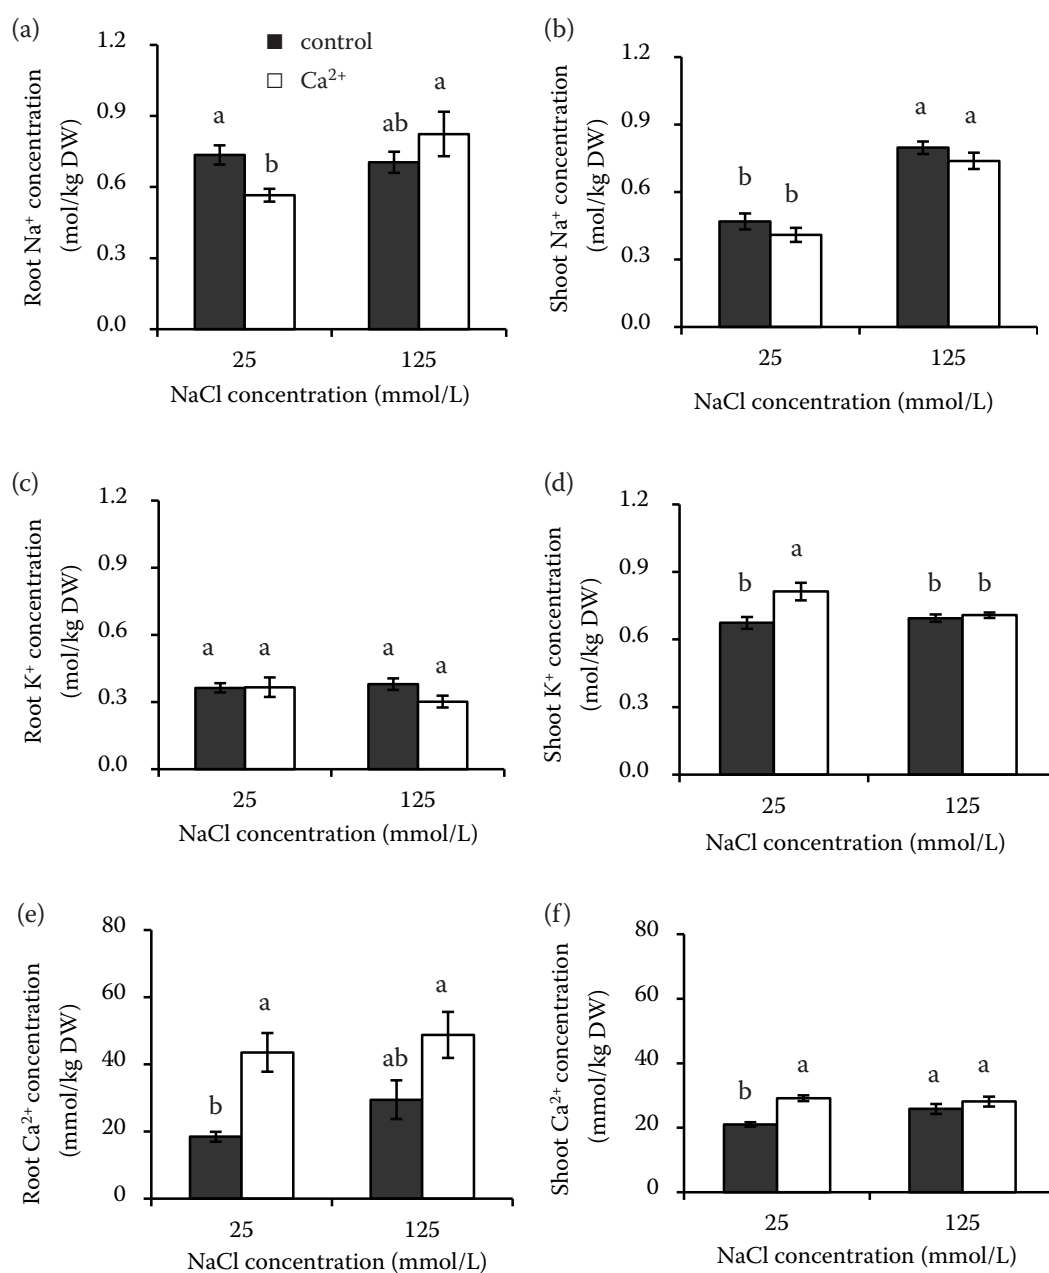 (a)
1.2
0.9
0.6
0.3
0.0
Root Na⁺ concentration
(mol/kg DW)
control
Ca²⁺
a
b
ab
a
25
125
NaCl concentration (mmol/L)
(b)
1.2
0.9
0.6
0.3
0.0
Shoot Na⁺ concentration
(mol/kg DW)
b
b
a
a
25
125
NaCl concentration (mmol/L)
(c)
1.2
0.9
0.6
0.3
0.0
Root K⁺ concentration
(mol/kg DW)
a
a
a
a
25
125
NaCl concentration (mmol/L)
(d)
1.2
0.9
0.6
0.3
0.0
Shoot K⁺ concentration
(mol/kg DW)
b
a
b
b
25
125
NaCl concentration (mmol/L)
(e)
80
60
40
20
0
Root Ca²⁺ concentration
(mmol/kg DW)
b
a
ab
a
25
125
NaCl concentration (mmol/L)
(f)
80
60
40
20
0
Shoot Ca²⁺ concentration
(mmol/kg DW)
b
a
a
a
25
125
NaCl concentration (mmol/L)